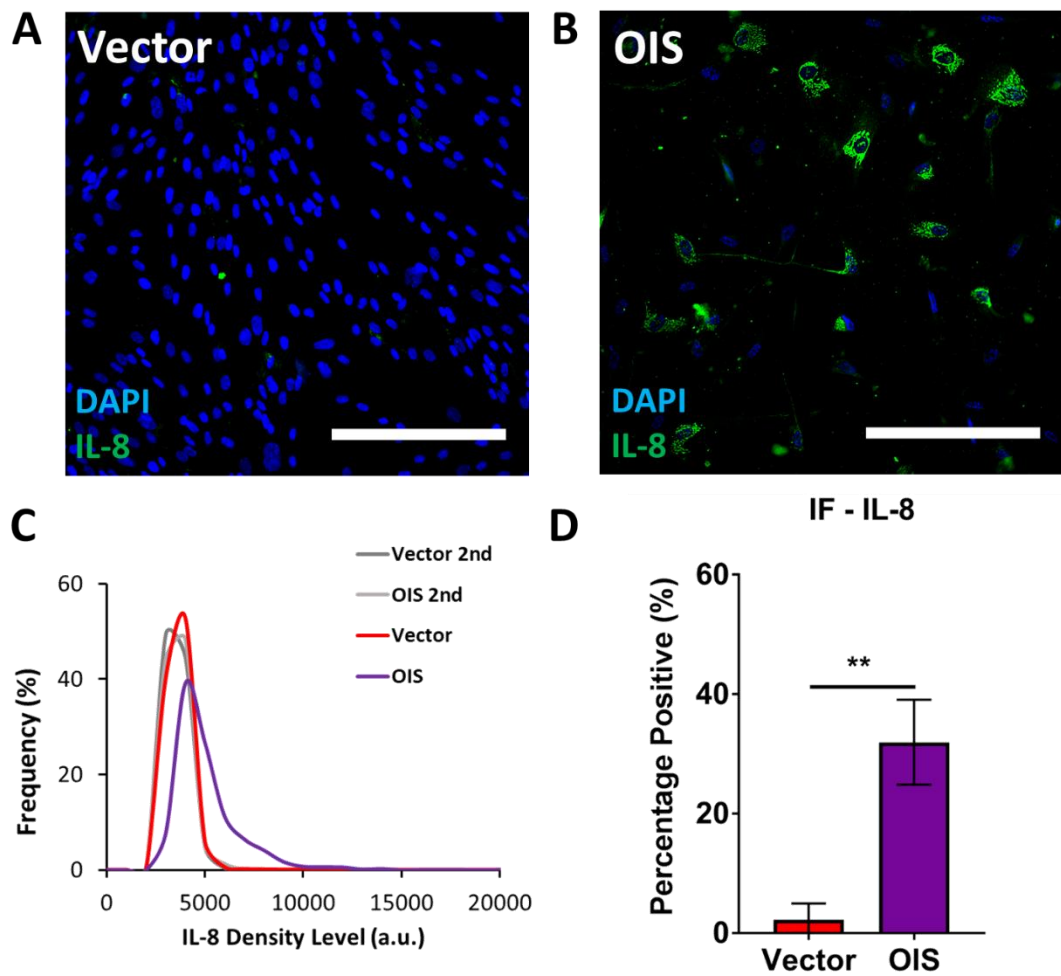 A
Vector
DAPI
IL-8
B
OIS
DAPI
IL-8
C
Vector 2nd
OIS 2nd
Vector
OIS
60
40
20
0
Frequency (%)
0 5000 10000 15000 20000
IL-8 Density Level (a.u.)
D
IF - IL-8
60
40
20
0
Percentage Positive (%)
**
Vector OIS